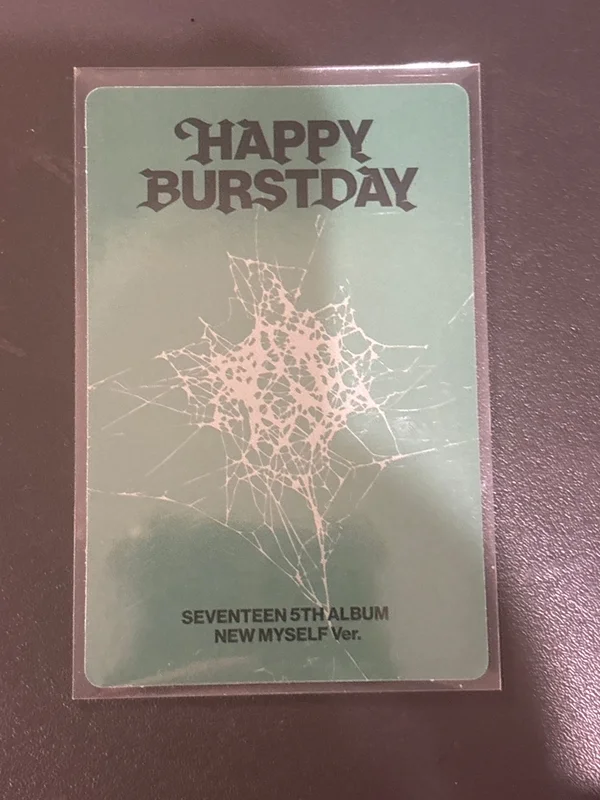 HAPPY
BURSTDAY
SEVENTEEN 5TH ALBUM
NEW MYSELF Ver.